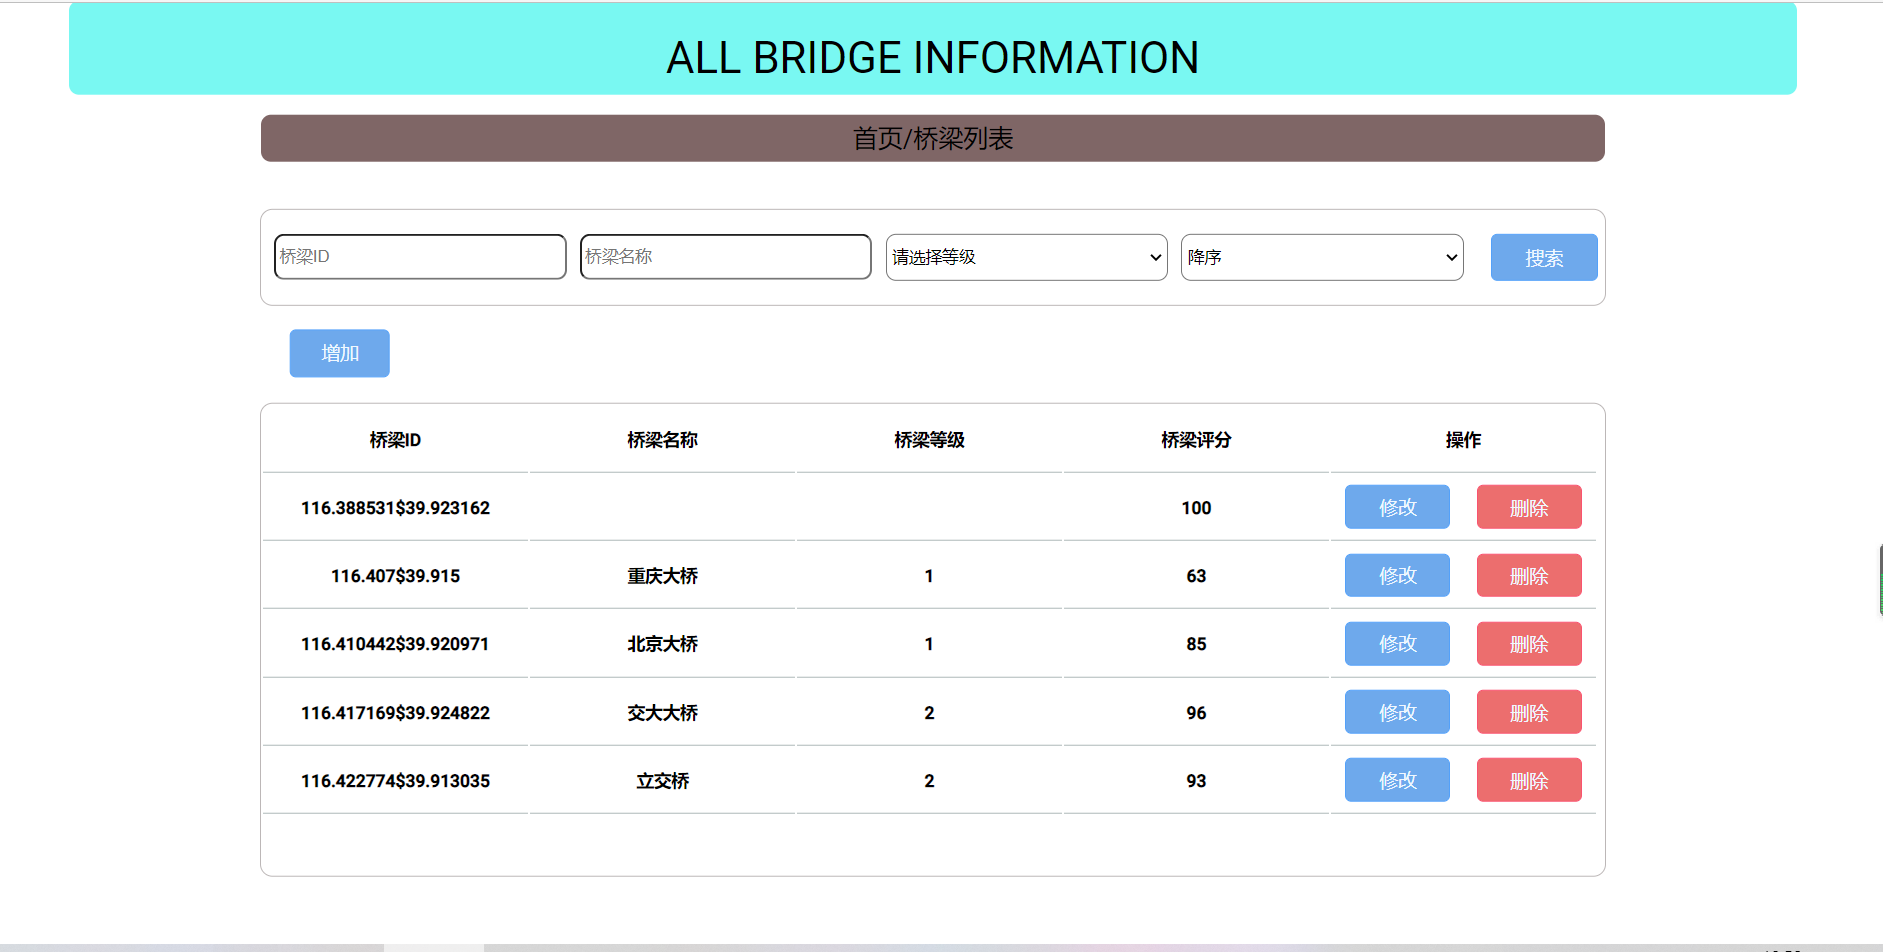 ALL BRIDGE INFORMATION
首页/桥梁列表
桥梁ID 桥梁名称 请选择等级 降序 搜索
增加
桥梁ID 桥梁名称 桥梁等级 桥梁评分 操作
116.388531$39.923162 100 修改 删除
116.407$39.915 重庆大桥 1 63 修改 删除
116.410442$39.920971 北京大桥 1 85 修改 删除
116.417169$39.924822 交大大桥 2 96 修改 删除
116.422774$39.913035 立交桥 2 93 修改 删除